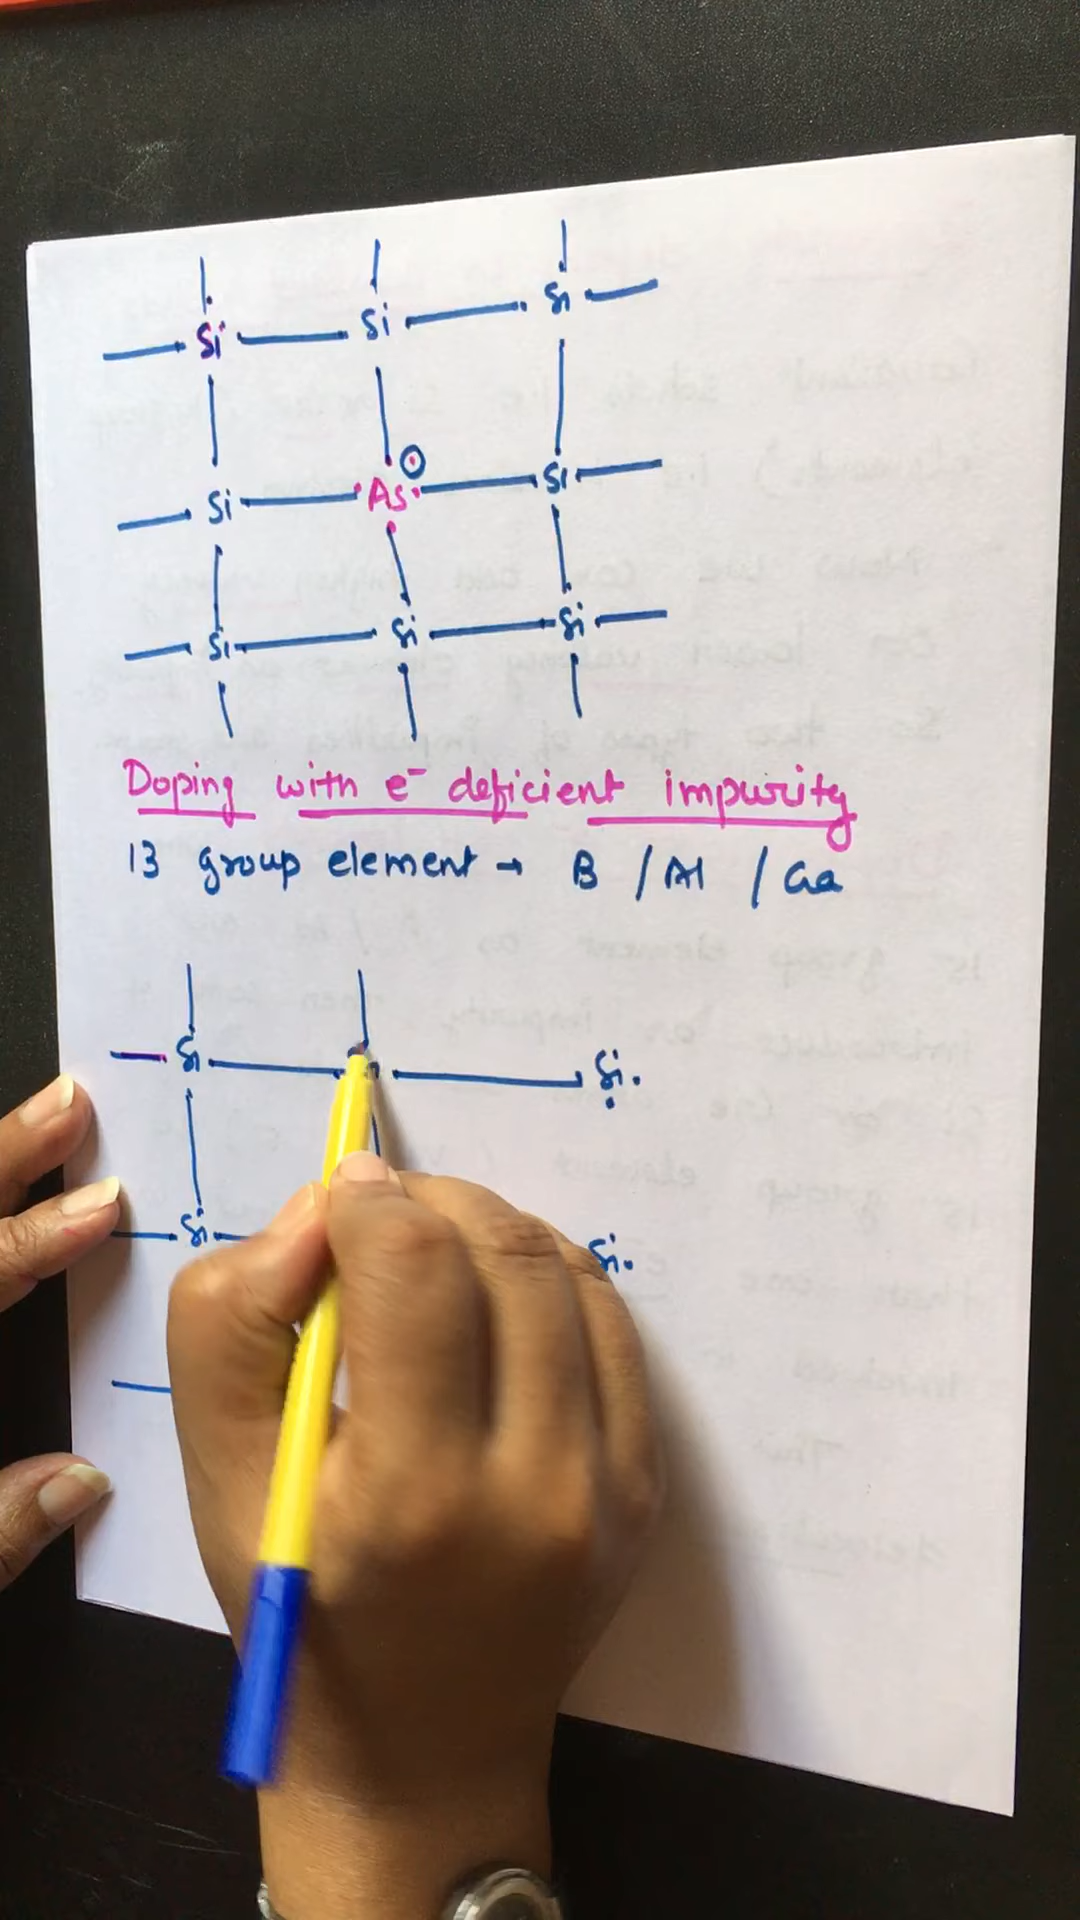 Si Si Si
Si As Si
Si Si Si
Doping with e⁻ deficient impurity
13 group element → B / Al / Ga
Si Si
Si Si